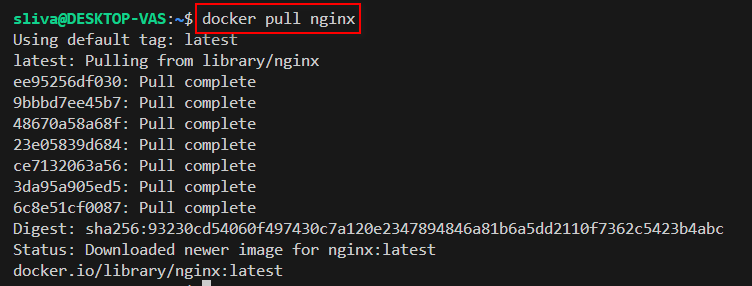 sliva@DESKTOP-VAS:~$ docker pull nginx
Using default tag: latest
latest: Pulling from library/nginx
ee95256df030: Pull complete
9bbbd7ee45b7: Pull complete
48670a58a68f: Pull complete
23e05839d684: Pull complete
ce7132063a56: Pull complete
3da95a905ed5: Pull complete
6c8e51cf0087: Pull complete
Digest: sha256:93230cd54060f497430c7a120e2347894846a81b6a5dd2110f7362c5423b4abc
Status: Downloaded newer image for nginx:latest
docker.io/library/nginx:latest